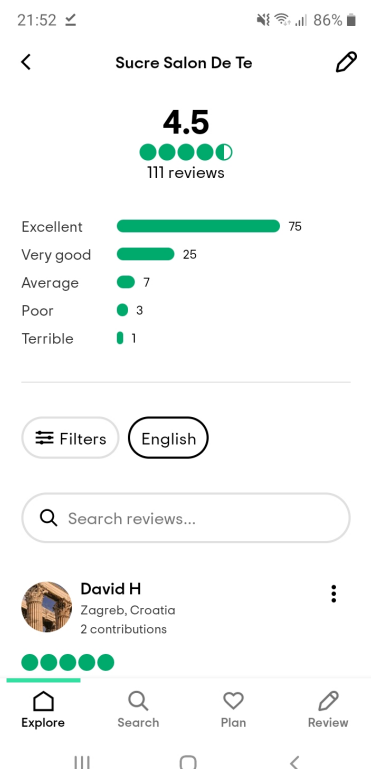 21:52 86%
Sucre Salon De Te
4.5
111 reviews
Excellent 75
Very good 25
Average 7
Poor 3
Terrible 1
Filters English
Search reviews...
David H
Zagreb, Croatia
2 contributions
Explore Search Plan Review